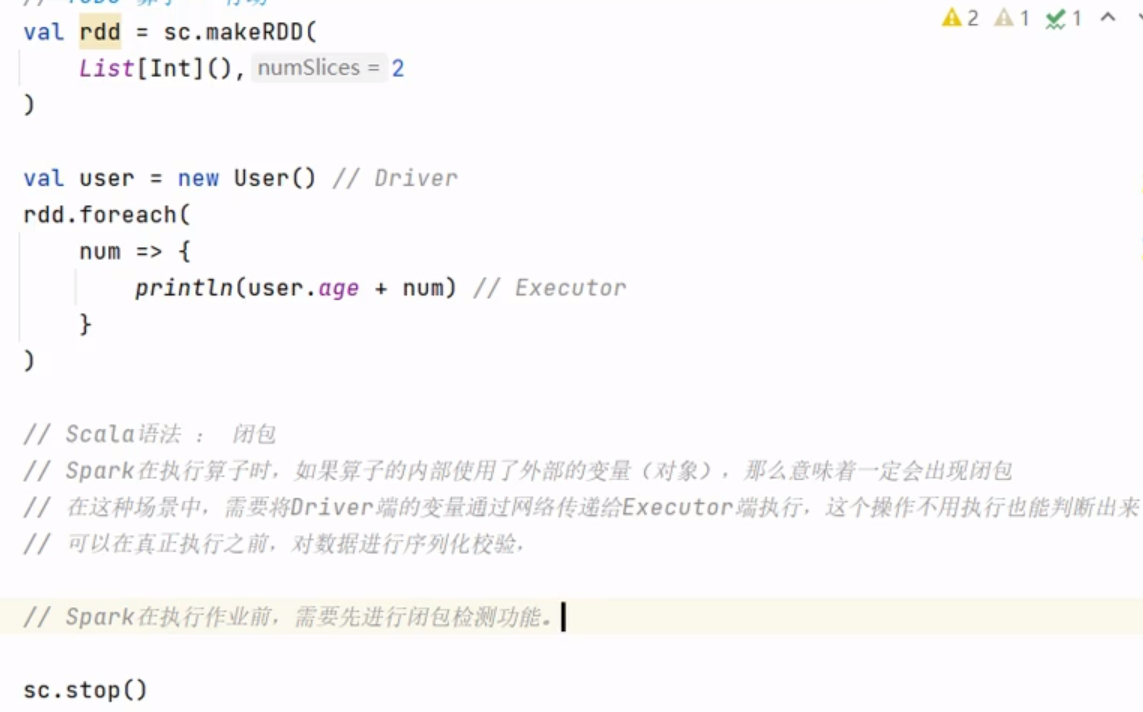 val rdd = sc.makeRDD(
2 1 1
List[Int](), numSlices = 2
)
val user = new User() // Driver
rdd.foreach(
num => {
println(user.age + num) // Executor
}
)
// Scala语法 ： 闭包
// Spark在执行算子时，如果算子的内部使用了外部的变量（对象），那么意味着一定会出现闭包
// 在这种场景中，需要将Driver端的变量通过网络传递给Executor端执行，这个操作不用执行也能判断出来
// 可以在真正执行之前，对数据进行序列化校验，
// Spark在执行作业前，需要先进行闭包检测功能。
sc.stop()